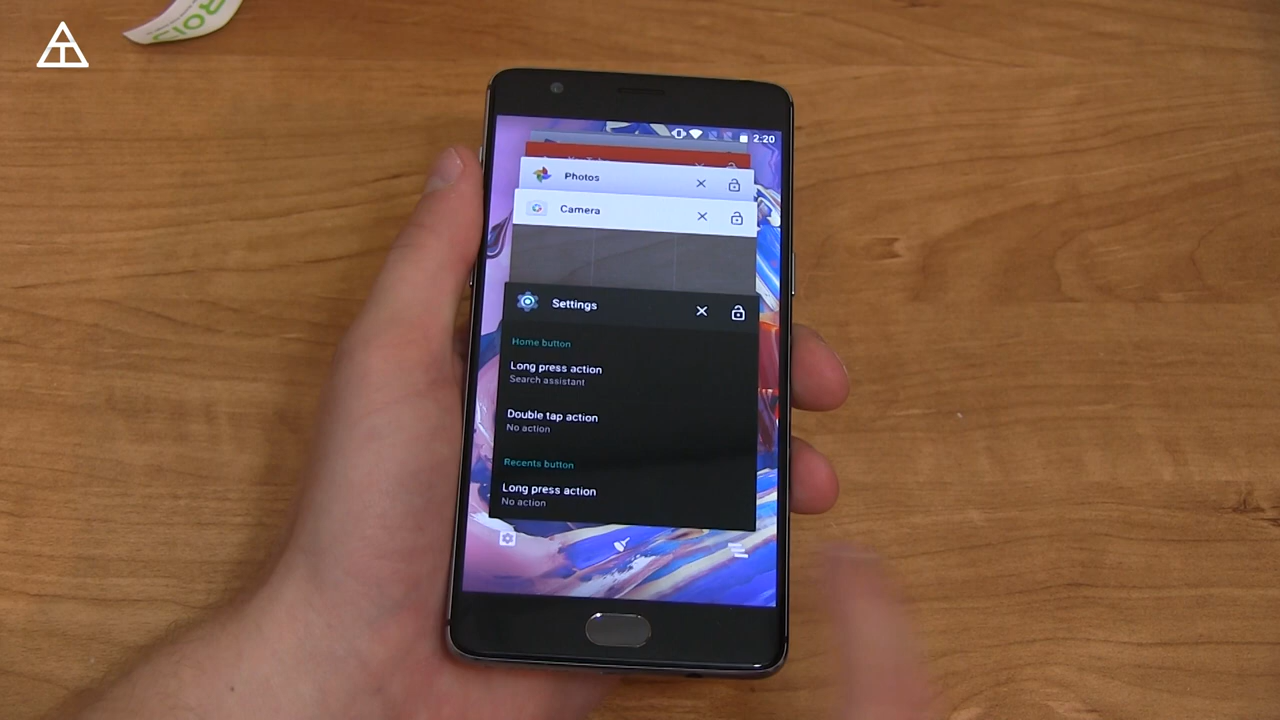 2:20
Photos
Camera
Settings
Home button
Long press action
Search assistant
Double tap action
No action
Recents button
Long press action
No action